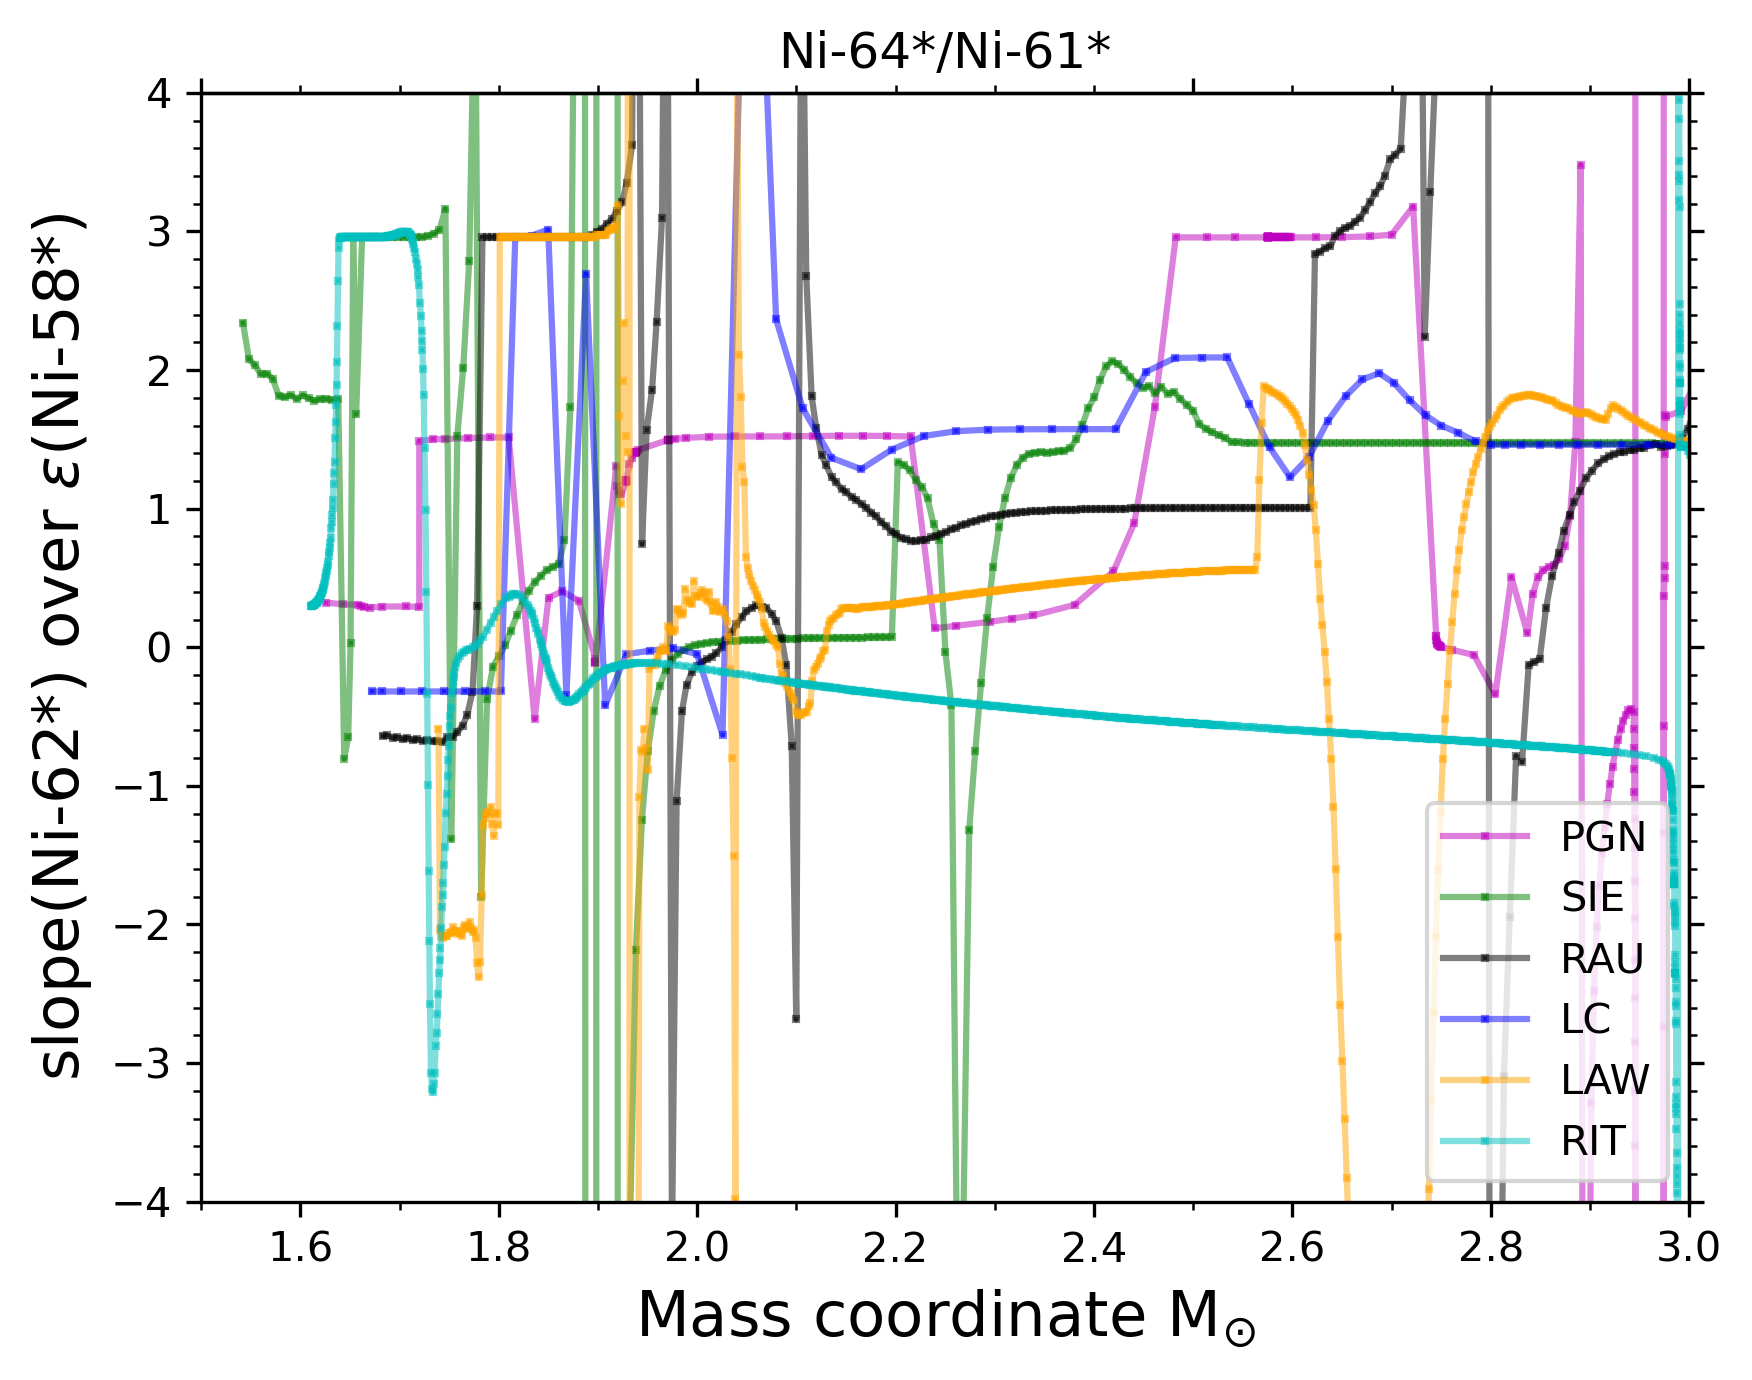 Ni-64*/Ni-61*
slope(Ni-62*) over ε(Ni-58*)
4
3
2
1
0
−1
−2
−3
−4
1.6 1.8 2.0 2.2 2.4 2.6 2.8 3.0
Mass coordinate M⊙
PGN
SIE
RAU
LC
LAW
RIT